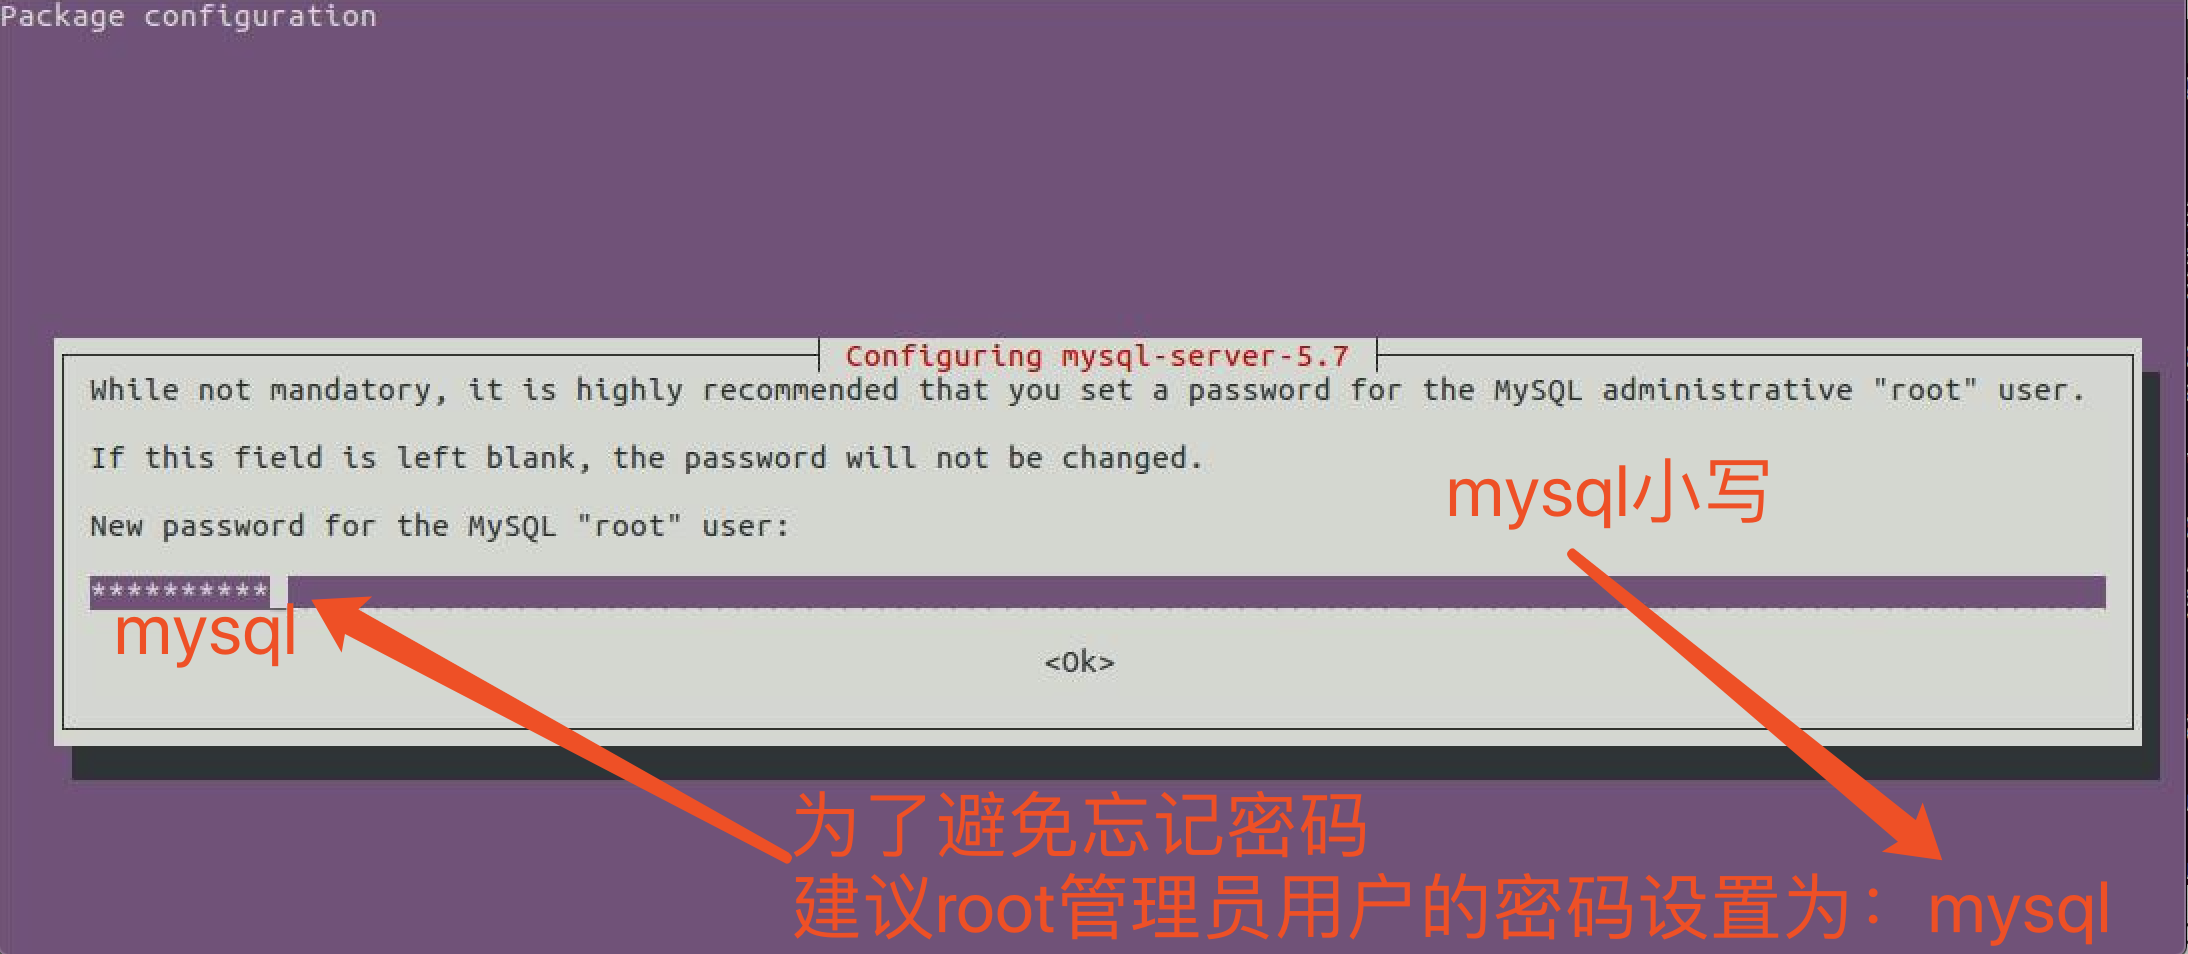 Package configuration
Configuring mysql-server-5.7
While not mandatory, it is highly recommended that you set a password for the MySQL administrative "root" user.
If this field is left blank, the password will not be changed.
mysql小写
New password for the MySQL "root" user:
**********
mysql
<Ok>
为了避免忘记密码
建议root管理员用户的密码设置为：mysql